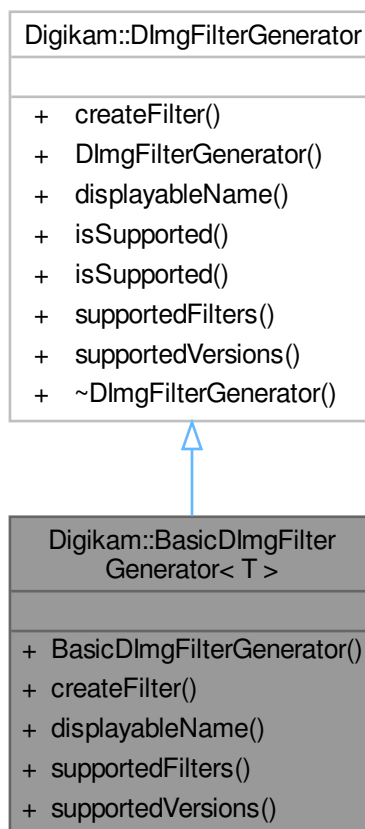 Digikam::DImgFilterGenerator
+ createFilter()
+ DImgFilterGenerator()
+ displayableName()
+ isSupported()
+ isSupported()
+ supportedFilters()
+ supportedVersions()
+ ~DImgFilterGenerator()
Digikam::BasicDImgFilter
Generator< T >
+ BasicDImgFilterGenerator()
+ createFilter()
+ displayableName()
+ supportedFilters()
+ supportedVersions()